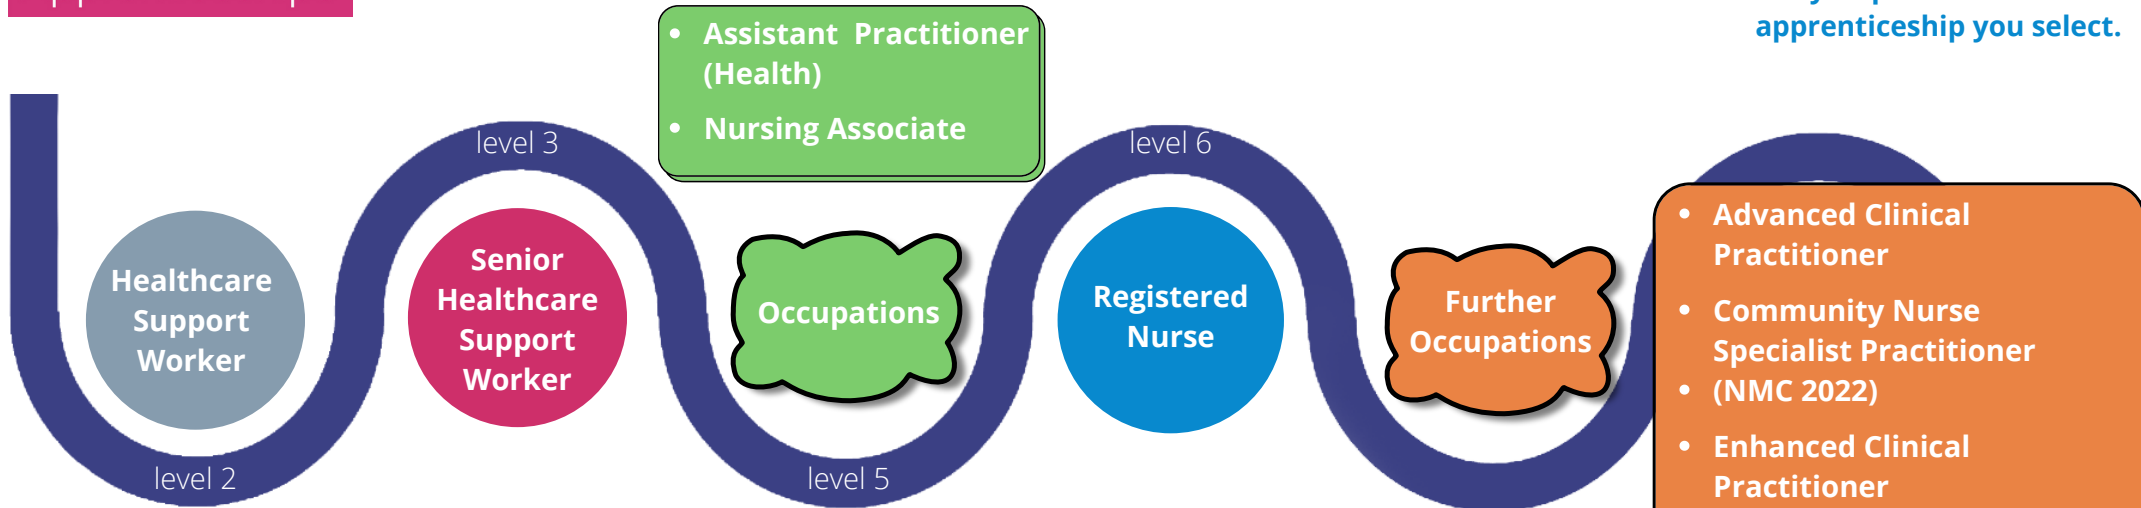 apprenticeship you select.
• Assistant Practitioner
(Health)
• Nursing Associate
level 3
level 6
Healthcare
Support
Worker
Senior
Healthcare
Support
Worker
Occupations
Registered
Nurse
Further
Occupations
• Advanced Clinical
Practitioner
• Community Nurse
Specialist Practitioner
• (NMC 2022)
• Enhanced Clinical
Practitioner
level 2
level 5